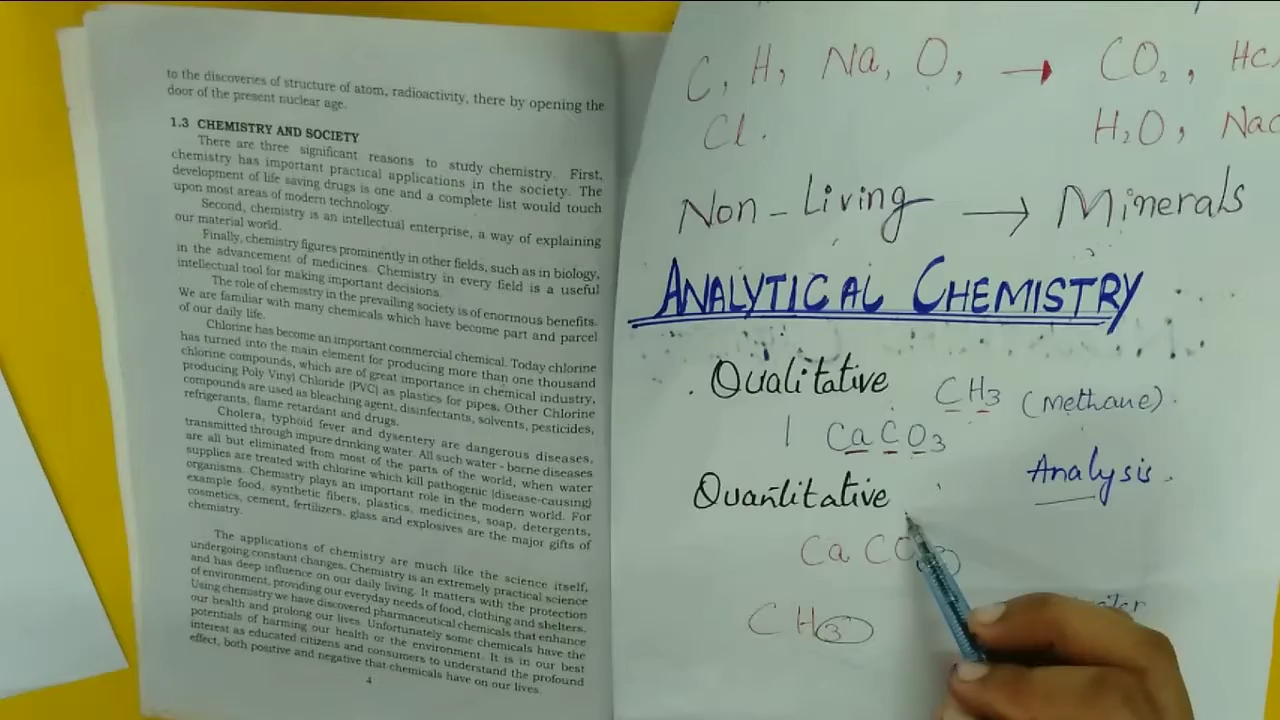 to the discoveries of structure of atom, radioactivity, there by opening the
door of the present nuclear age.
1.3 CHEMISTRY AND SOCIETY
There are three significant reasons to study chemistry. First,
chemistry has important practical applications in the society. The
development of life saving drugs is one and a complete list would touch
upon most areas of modern technology.
Second, chemistry is an intellectual enterprise, a way of explaining
our material world.
Finally, chemistry figures prominently in other fields, such as in biology,
in the advancement of medicines. Chemistry in every field is a useful
intellectual tool for making important decisions.
The role of chemistry in the prevailing society is of enormous benefits.
We are familiar with many chemicals which have become part and parcel
of our daily life.
Chlorine has become an important commercial chemical. Today chlorine
has turned into the main element for producing more than one thousand
chlorine compounds, which are of great importance in chemical industry,
producing Poly Vinyl Chloride (PVC) as plastics for pipes. Other Chlorine
compounds are used as bleaching agent, disinfectants, solvents, pesticides,
refrigerants, flame retardant and drugs.
Cholera, typhoid fever and dysentery are dangerous diseases,
transmitted through impure drinking water. All such water - borne diseases
are all but eliminated from most of the parts of the world, when water
supplies are treated with chlorine which kill pathogenic (disease-causing)
organisms. Chemistry plays an important role in the modern world. For
example food, synthetic fibers, plastics, medicines, soap, detergents,
cosmetics, cement, fertilizers, glass and explosives are the major gifts of
chemistry.
The applications of chemistry are much like the science itself,
undergoing constant changes. Chemistry is an extremely practical science
and has deep influence on our daily living. It matters with the protection
of environment, providing our everyday needs of food, clothing and shelters.
Using chemistry we have discovered pharmaceutical chemicals that enhance
our health and prolong our lives. Unfortunately some chemicals have the
potentials of harming our health or the environment. It is in our best
interest as educated citizens and consumers to understand the profound
effect, both positive and negative that chemicals have on our lives.
4
C, H, Na, O, → CO₂, HC
Cl. H₂O, Nac
Non-Living → Minerals
ANALYTICAL CHEMISTRY
Qualitative CH₃ (Methane).
CaCO₃
Analysis.
Quantitative
CaCO₃
CH₃